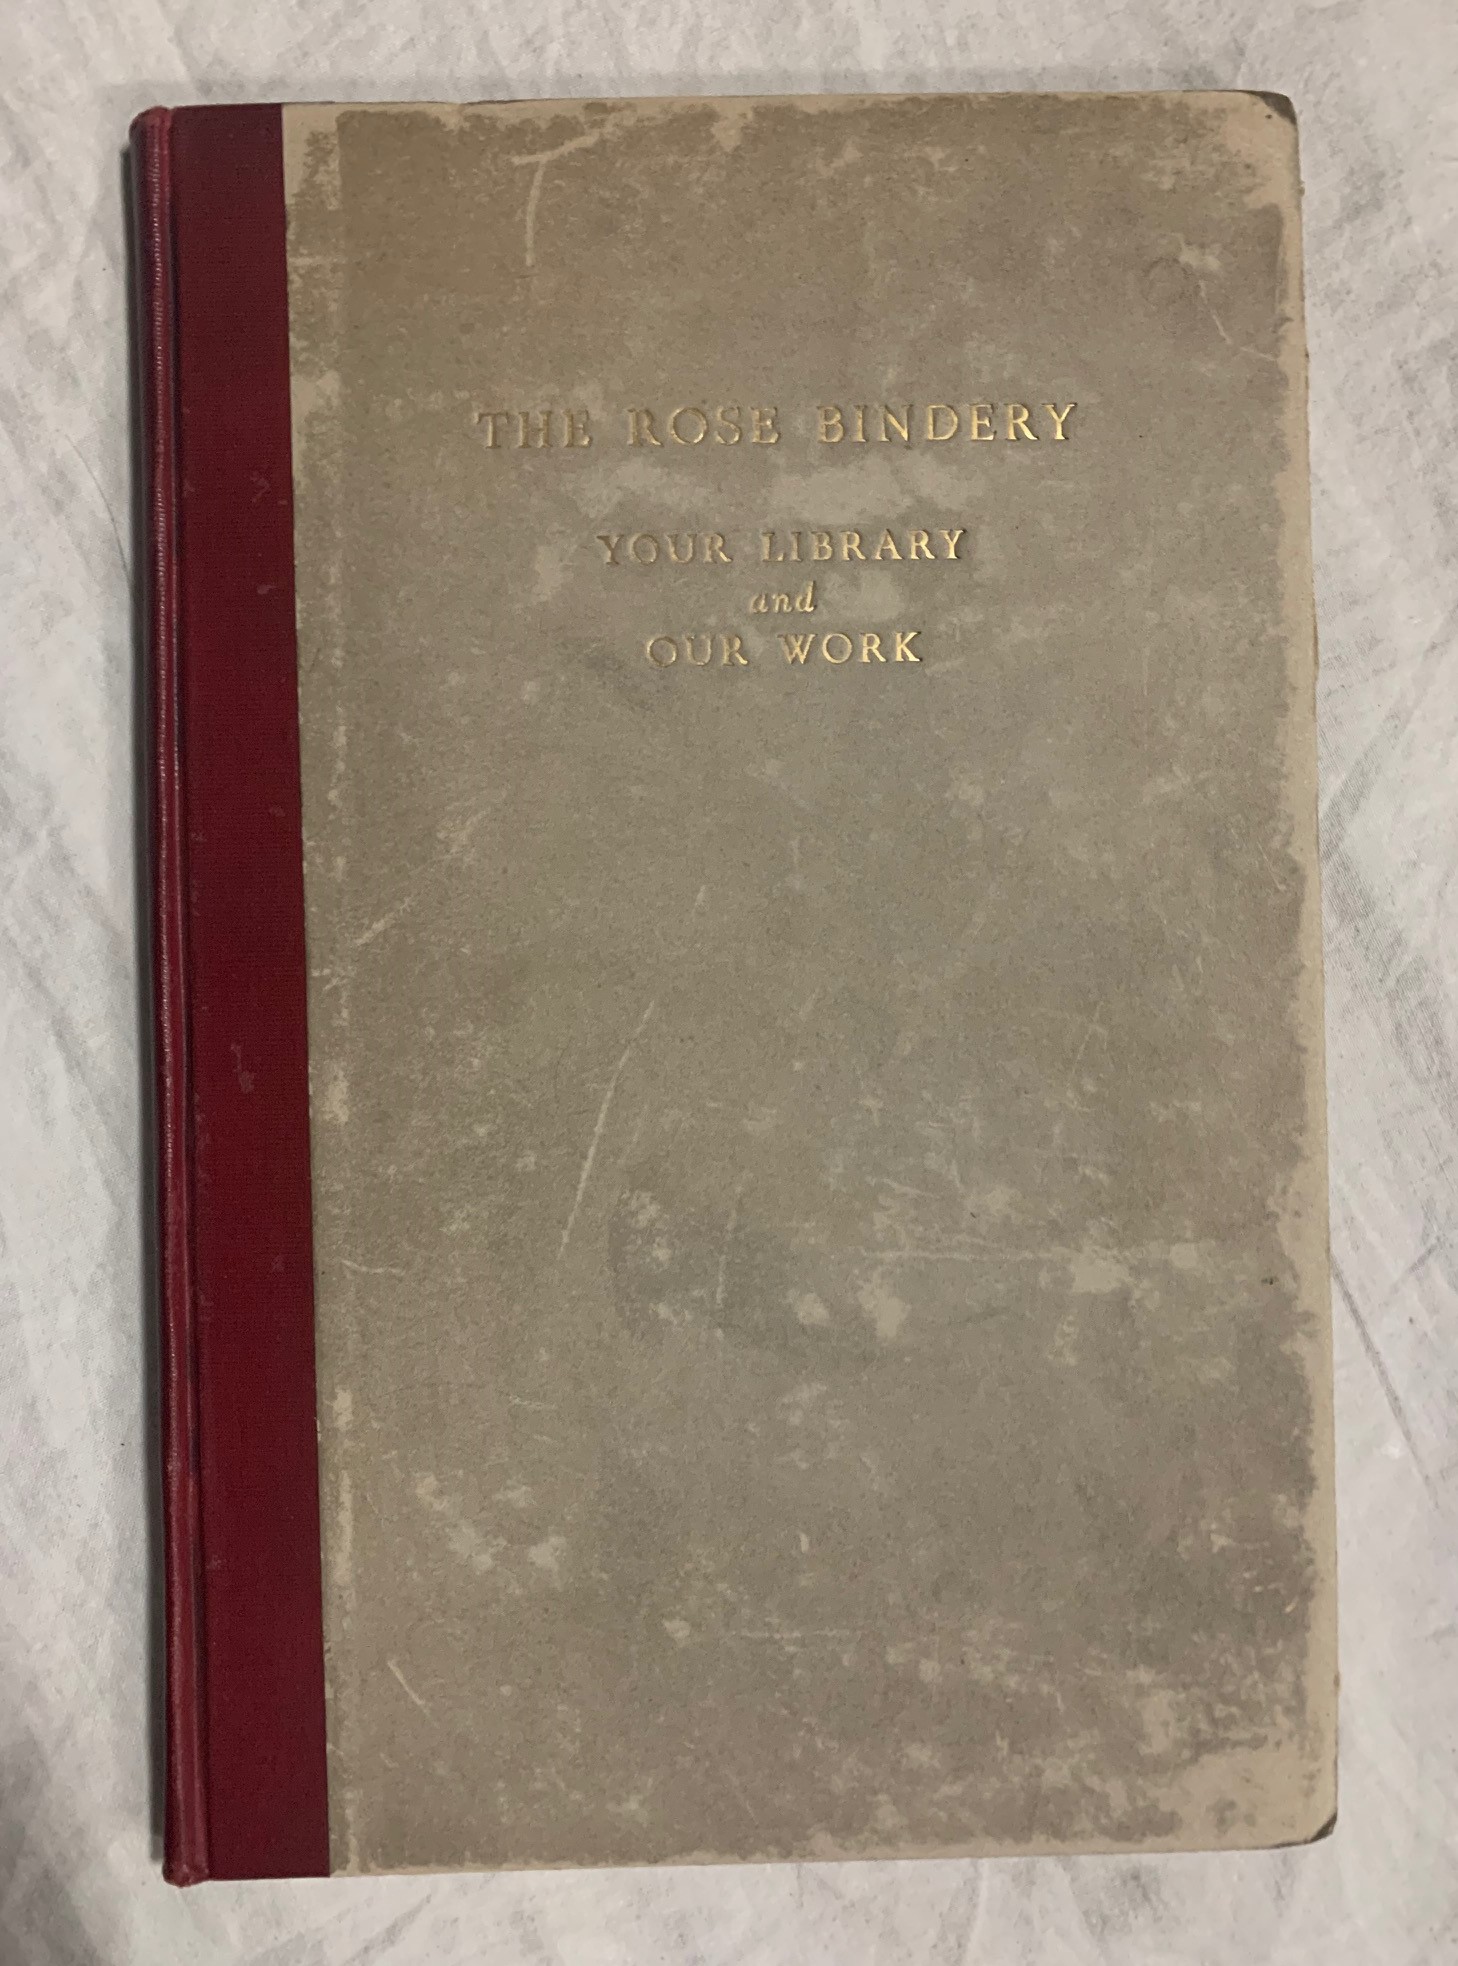 THE ROSE BINDERY
YOUR LIBRARY
and
OUR WORK